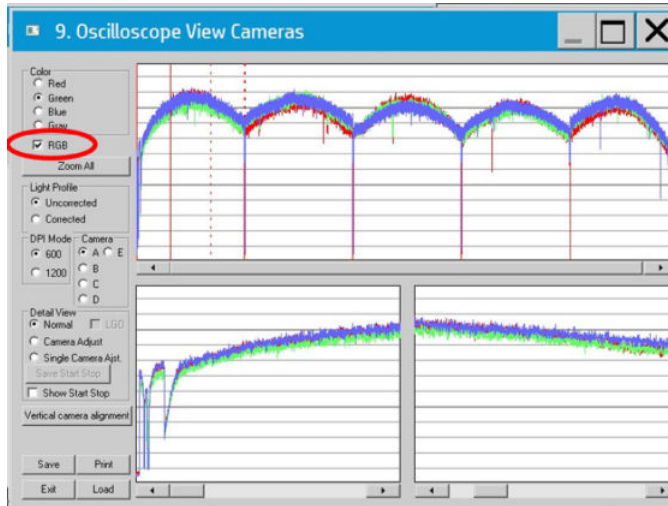 9. Oscilloscope View Cameras
Color
Red
Green
Blue
Gray
RGB
Zoom All
Light Profile
Uncorrected
Corrected
DPI Mode
600
1200
Camera
A
E
B
C
D
Detail View
Normal
LGO
Camera Adjust
Single Camera Ajst.
Save Start Stop
Show Start Stop
Vertical camera alignment
Save
Print
Exit
Load